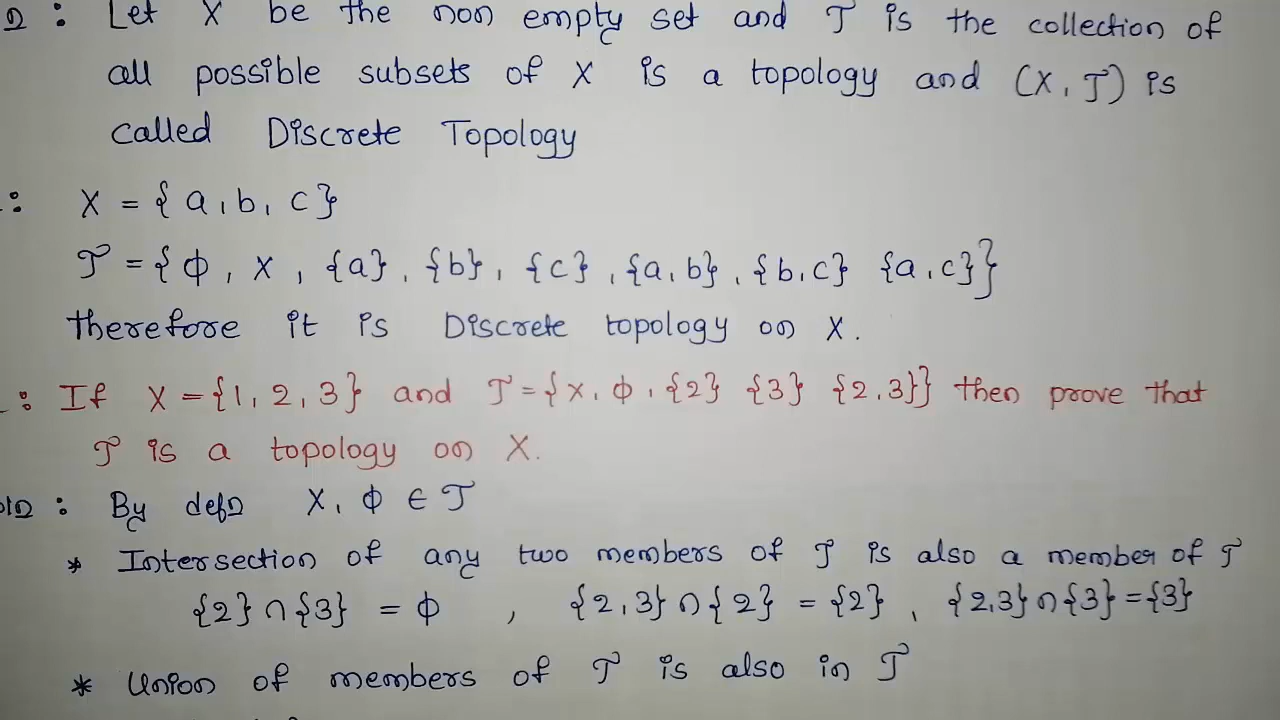 : Let X be the non empty set and T is the collection of
all possible subsets of X is a topology and (X, T) is
called Discrete Topology
: X = {a, b, c}
T = {ϕ, X, {a}, {b}, {c}, {a,b}, {b,c} {a,c}}
therefore it is Discrete topology on X.
: If X = {1, 2, 3} and T = {X, ϕ, {2} {3} {2,3}} then prove that
T is a topology on X.
: By defn X, ϕ ∈ T
* Intersection of any two members of T is also a member of T
{2} ∩ {3} = ϕ , {2,3} ∩ {2} = {2}, {2,3} ∩ {3} = {3}
* Union of members of T is also in T